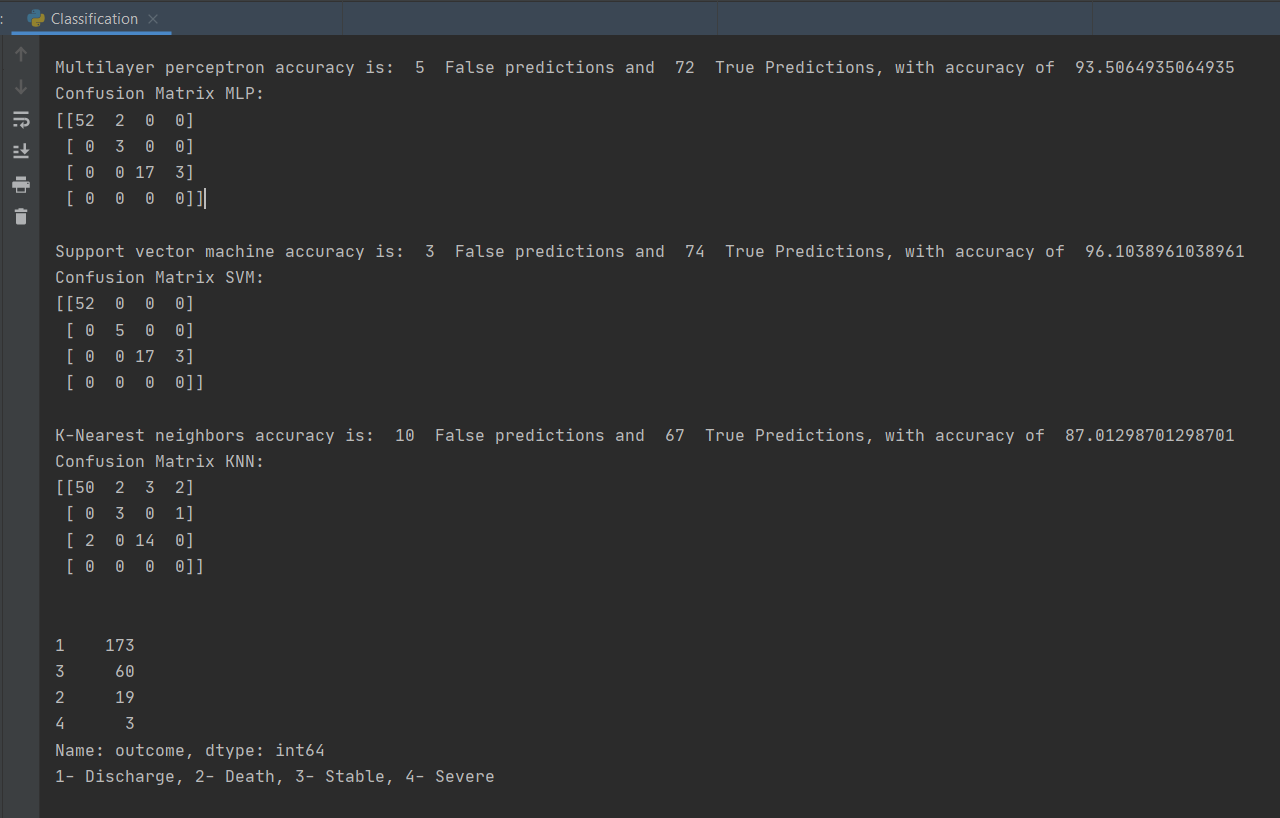 : Classification ×
Multilayer perceptron accuracy is:  5  False predictions and  72  True Predictions, with accuracy of  93.5064935064935
Confusion Matrix MLP:
[[52  2  0  0]
 [ 0  3  0  0]
 [ 0  0 17  3]
 [ 0  0  0  0]]
Support vector machine accuracy is:  3  False predictions and  74  True Predictions, with accuracy of  96.1038961038961
Confusion Matrix SVM:
[[52  0  0  0]
 [ 0  5  0  0]
 [ 0  0 17  3]
 [ 0  0  0  0]]
K-Nearest neighbors accuracy is:  10  False predictions and  67  True Predictions, with accuracy of  87.01298701298701
Confusion Matrix KNN:
[[50  2  3  2]
 [ 0  3  0  1]
 [ 2  0 14  0]
 [ 0  0  0  0]]
1    173
3     60
2     19
4      3
Name: outcome, dtype: int64
1- Discharge, 2- Death, 3- Stable, 4- Severe